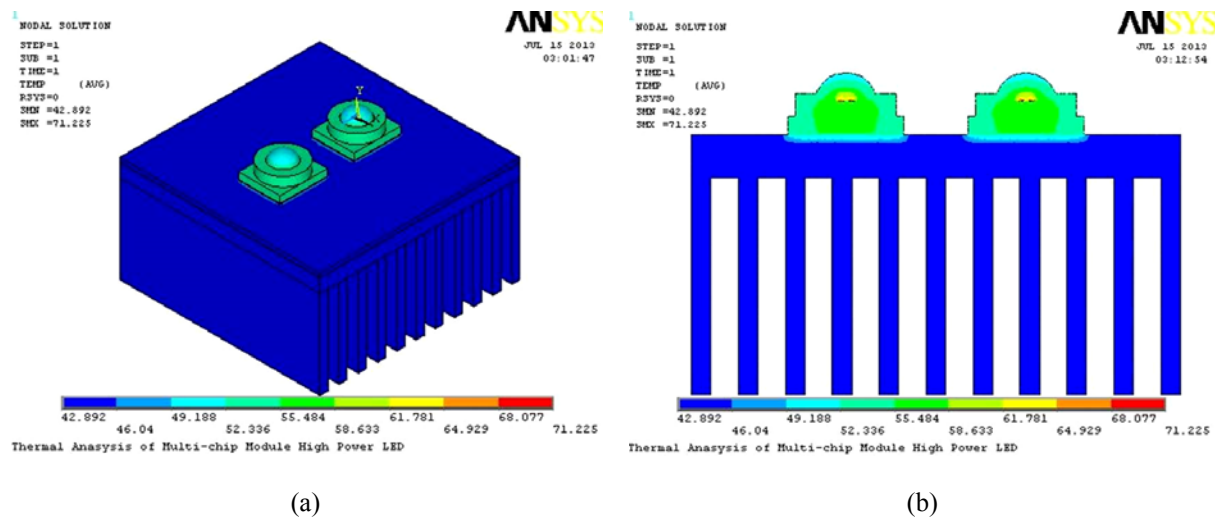 1
NODAL SOLUTION
STEP=1
SUB =1
TIME=1
TEMP (AVG)
RSYS=0
SMN =42.892
SMX =71.225
ANSYS
JUL 15 2013
03:01:47
Y
X
42.892 49.188 55.484 61.781 68.077
46.04 52.336 58.633 64.929 71.225
Thermal Anasysis of Multi-chip Module High Power LED
(a)
1
NODAL SOLUTION
STEP=1
SUB =1
TIME=1
TEMP (AVG)
RSYS=0
SMN =42.892
SMX =71.225
ANSYS
JUL 15 2013
03:12:54
42.892 49.188 55.484 61.781 68.077
46.04 52.336 58.633 64.929 71.225
Thermal Anasysis of Multi-chip Module High Power LED
(b)